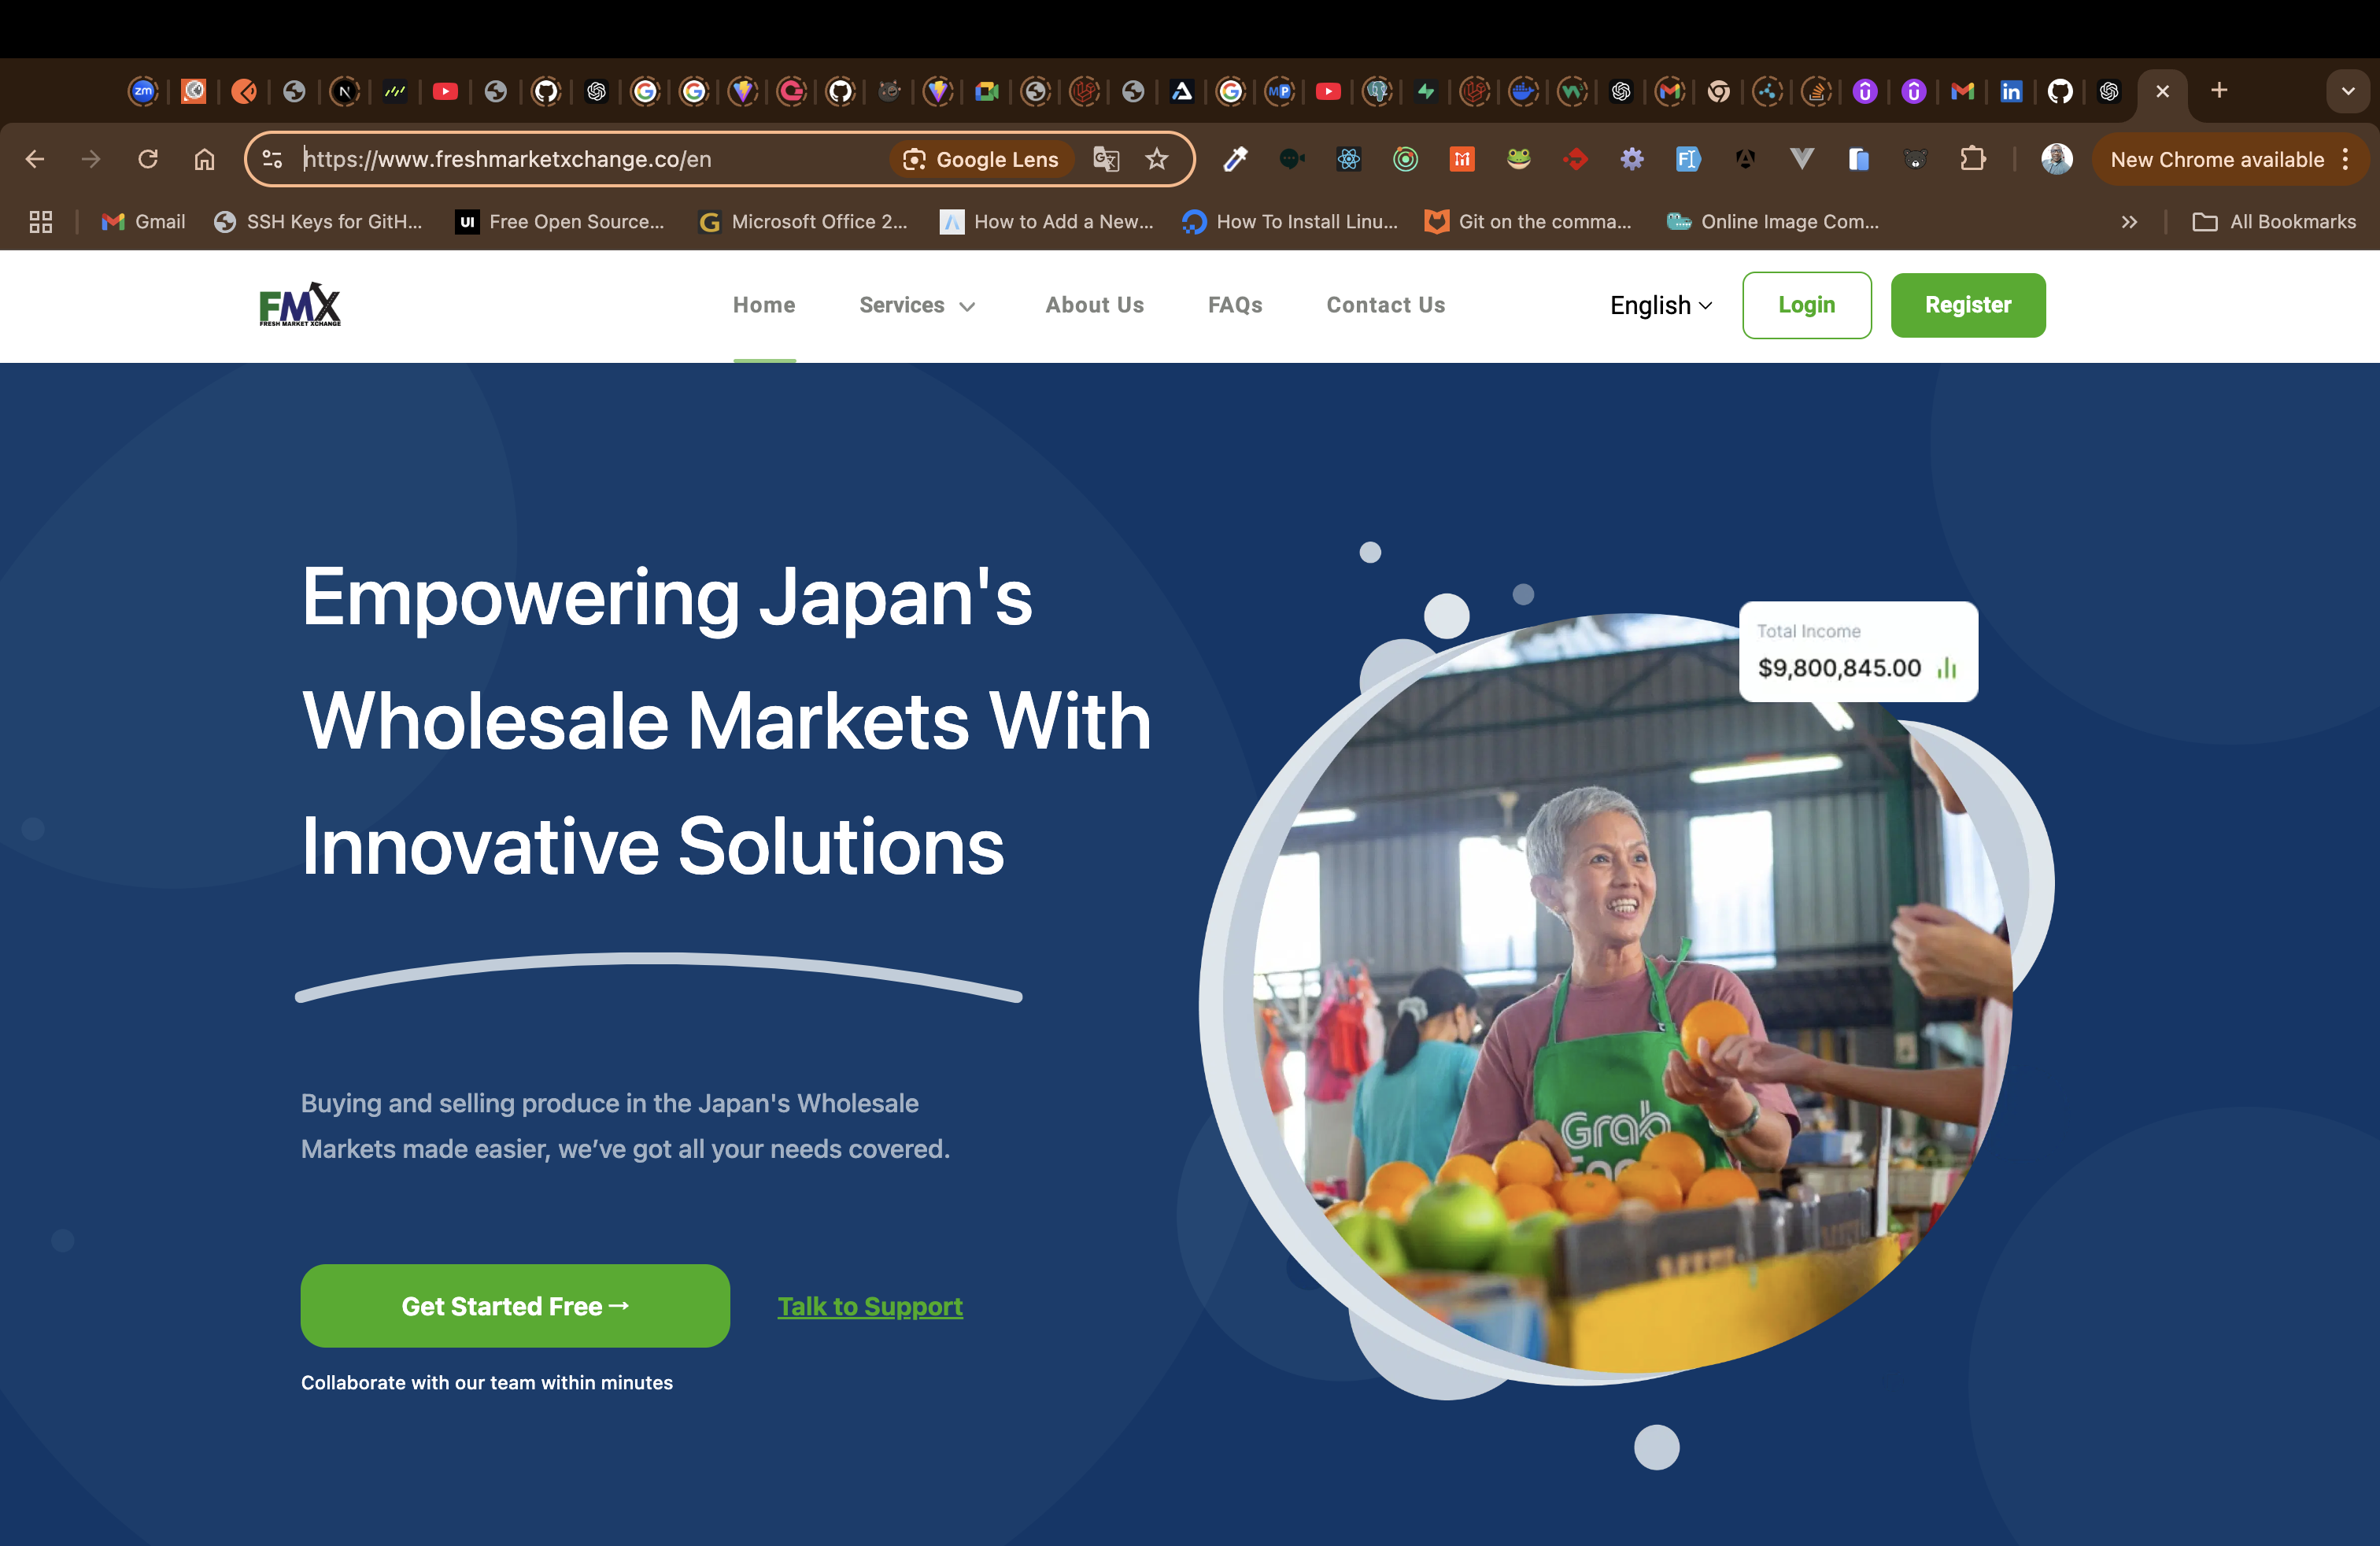 zm
N
MP
https://www.freshmarketxchange.co/en
Google Lens
New Chrome available
Gmail
SSH Keys for GitH...
UI
Free Open Source...
G
Microsoft Office 2...
How to Add a New...
How To Install Linu...
Git on the comma...
Online Image Com...
All Bookmarks
FMX
FRESH MARKET XCHANGE
Home
Services
About Us
FAQs
Contact Us
English
Login
Register
Empowering Japan's
Wholesale Markets With
Innovative Solutions
Total Income
$9,800,845.00
Buying and selling produce in the Japan's Wholesale
Markets made easier, we’ve got all your needs covered.
Grab
Get Started Free→
Talk to Support
Collaborate with our team within minutes